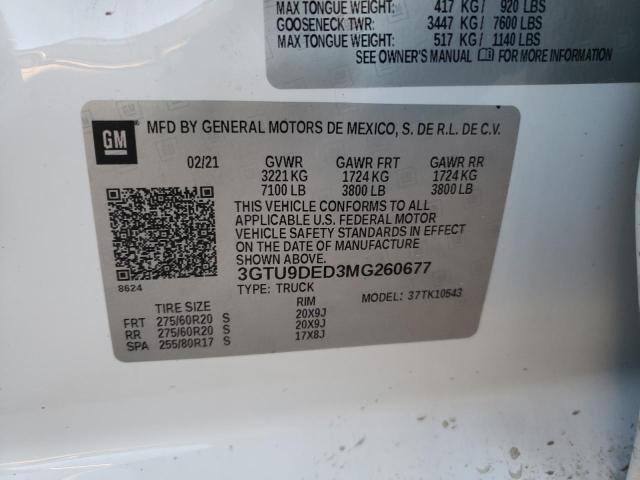 MAX TONGUE WEIGHT: 417 KG / 920 LBS
GOOSENECK TWR: 3447 KG / 7600 LBS
MAX TONGUE WEIGHT: 517 KG / 1140 LBS
SEE OWNER'S MANUAL FOR MORE INFORMATION
GM MFD BY GENERAL MOTORS DE MEXICO, S. DE R.L. DE C.V.
02/21 GVWR GAWR FRT GAWR RR
3221 KG 1724 KG 1724 KG
7100 LB 3800 LB 3800 LB
THIS VEHICLE CONFORMS TO ALL
APPLICABLE U.S. FEDERAL MOTOR
VEHICLE SAFETY STANDARDS IN EFFECT
ON THE DATE OF MANUFACTURE
3GTU9DED3MG260677
8624 TYPE: TRUCK MODEL: 37TK10543
TIRE SIZE RIM
FRT 275/60R20 S 20X9J
RR 275/60R20 S 20X9J
SPA 255/80R17 S 17X8J